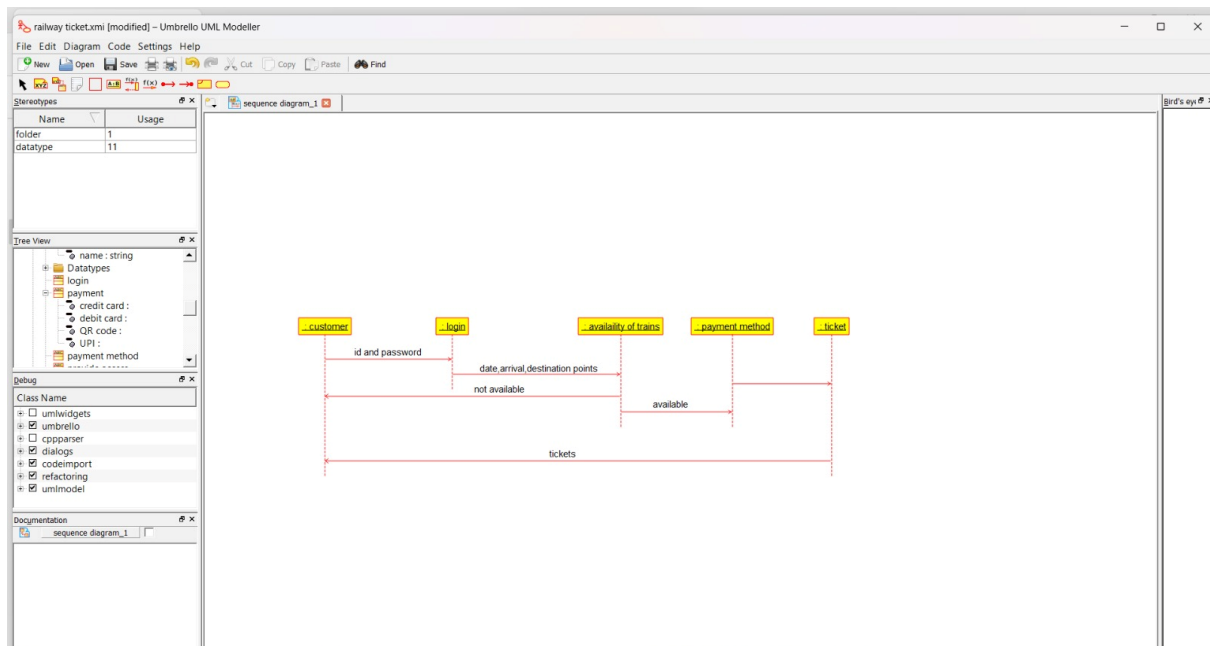 railway ticket.xmi [modified] – Umbrello UML Modeller
File Edit Diagram Code Settings Help
New Open Save Cut Copy Paste Find
Stereotypes
Name Usage
folder 1
datatype 11
Tree View
name : string
Datatypes
login
payment
credit card :
debit card :
QR code :
UPI :
payment method
Debug
Class Name
umlwidgets
umbrello
cppparser
dialogs
codeimport
refactoring
umlmodel
Documentation
sequence diagram_1
sequence diagram_1
: customer : login : availaility of trains : payment method : ticket
id and password
date,arrival,destination points
not available
available
tickets
Bird's ey